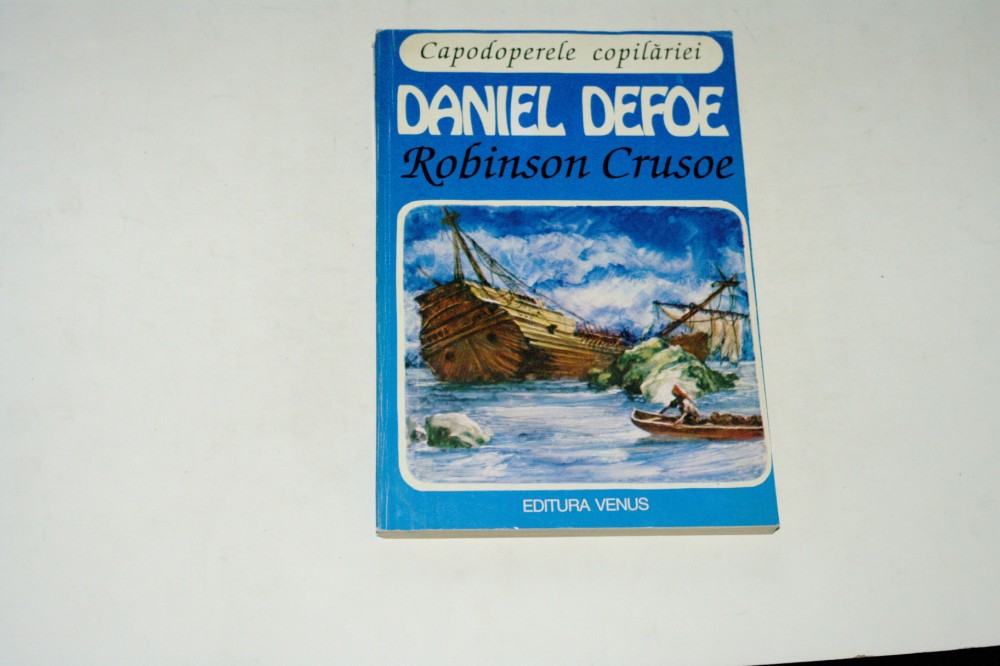 Capodoperele copilăriei
DANIEL DEFOE
Robinson Crusoe
EDITURA VENUS